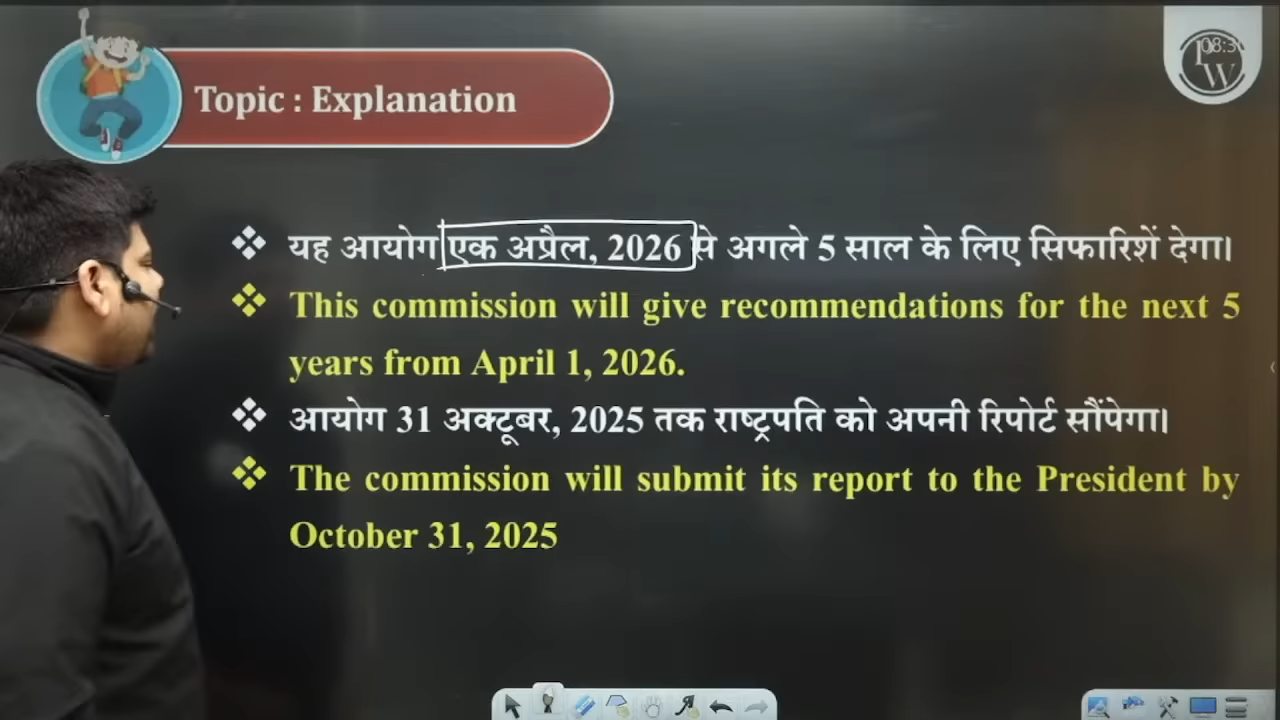 Topic : Explanation
यह आयोग एक अप्रैल, 2026 से अगले 5 साल के लिए सिफारिशें देगा।
This commission will give recommendations for the next 5
years from April 1, 2026.
आयोग 31 अक्टूबर, 2025 तक राष्ट्रपति को अपनी रिपोर्ट सौंपेगा।
The commission will submit its report to the President by
October 31, 2025
PW